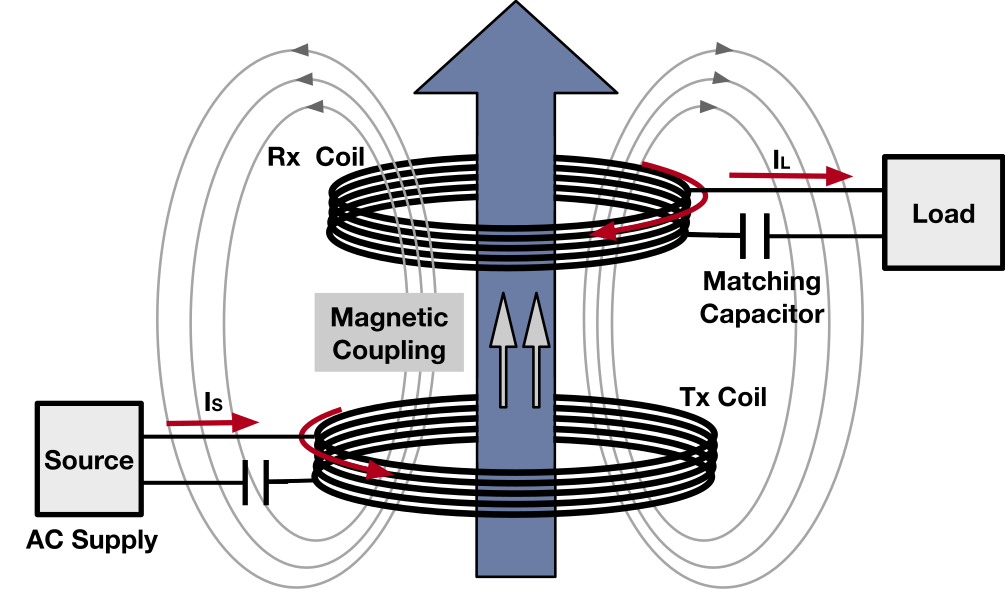 Rx Coil
IL
Load
Matching
Capacitor
Magnetic
Coupling
Tx Coil
IS
Source
AC Supply